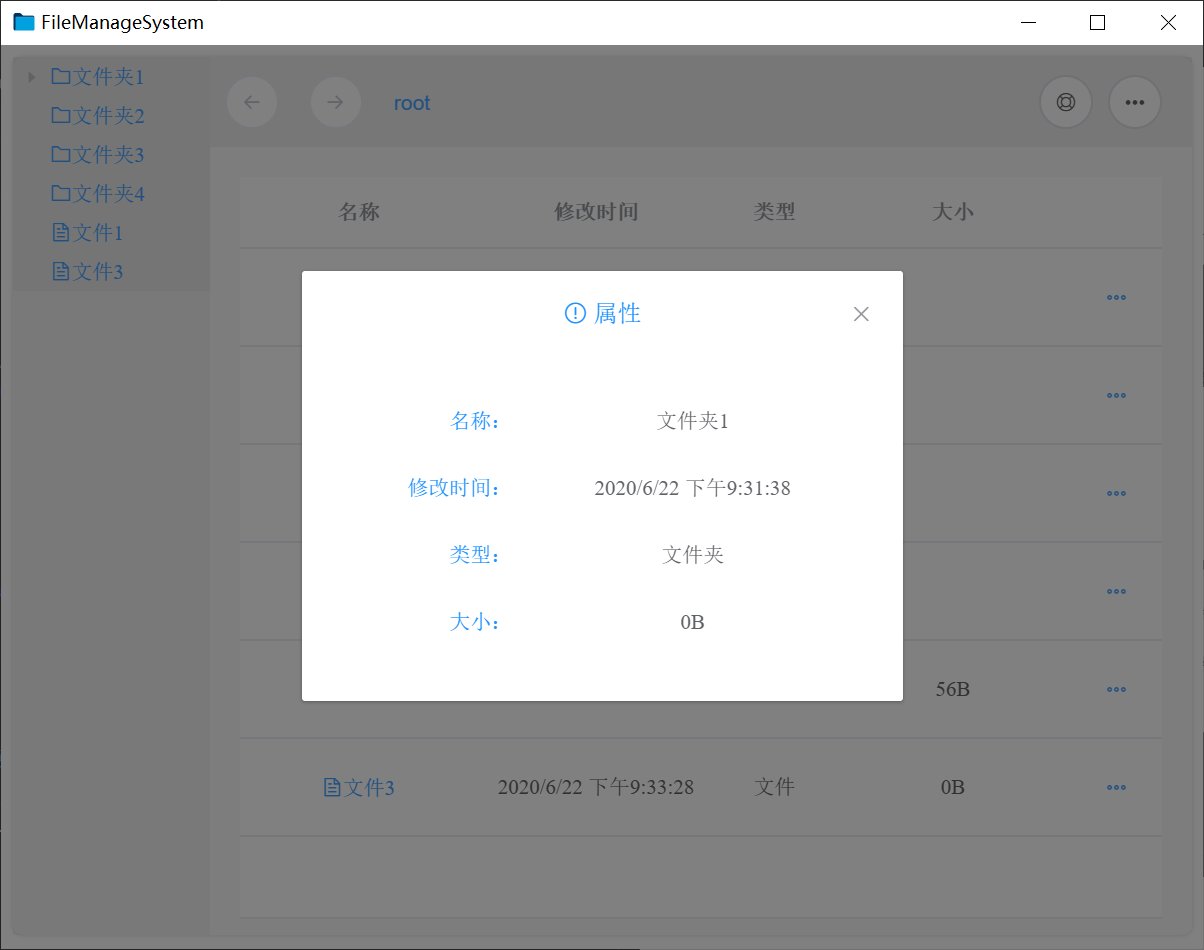 FileManageSystem
文件夹1
文件夹2
文件夹3
文件夹4
文件1
文件3
root
名称 修改时间 类型 大小
属性
名称： 文件夹1
修改时间： 2020/6/22 下午9:31:38
类型： 文件夹
大小： 0B
56B
文件3 2020/6/22 下午9:33:28 文件 0B